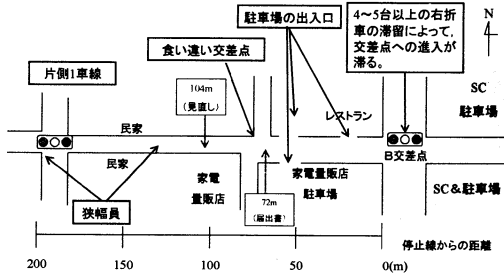 駐車場の出入口
4～5台以上の右折
車の滞留によって,
交差点への進入が
滞る。
N
食い違い交差点
片側1車線
104m
(見直し)
レストラン
SC
駐車場
民家
民家
B交差点
家電
量販店
家電量販店
駐車場
狭幅員
72m
(届出書)
SC&駐車場
停止線からの距離
200
150
100
50
0(m)